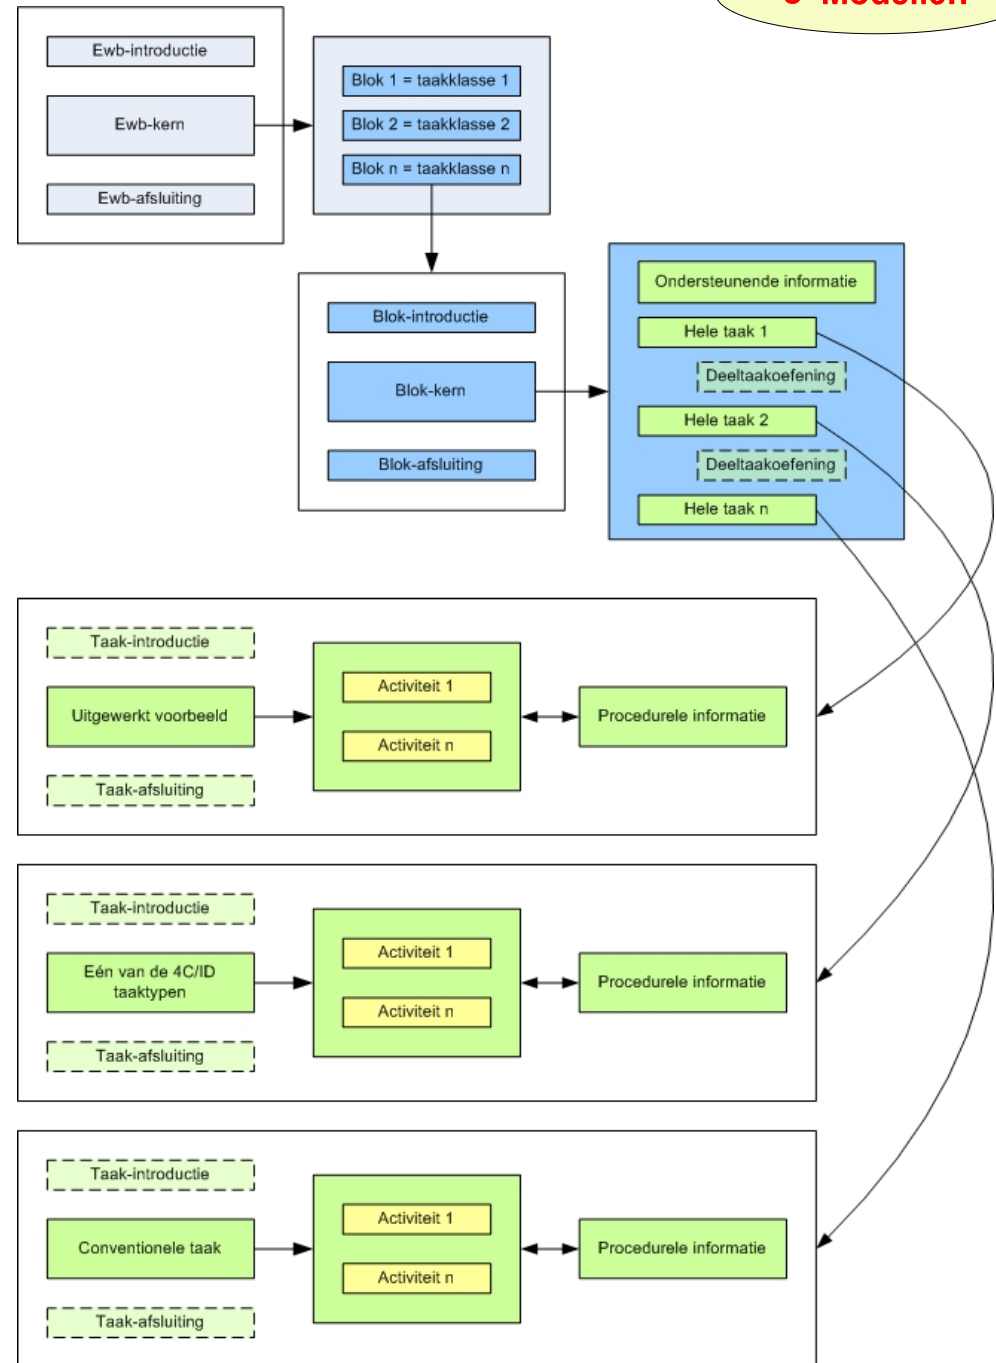 Modellen
Ewb-introductie
Ewb-kern
Ewb-afsluiting
Blok 1 = taakklasse 1
Blok 2 = taakklasse 2
Blok n = taakklasse n
Blok-introductie
Blok-kern
Blok-afsluiting
Ondersteunende informatie
Hele taak 1
Deeltaakoefening
Hele taak 2
Deeltaakoefening
Hele taak n
Taak-introductie
Uitgewerkt voorbeeld
Taak-afsluiting
Activiteit 1
Activiteit n
Procedurele informatie
Taak-introductie
Eén van de 4C/ID
taaktypen
Taak-afsluiting
Activiteit 1
Activiteit n
Procedurele informatie
Taak-introductie
Conventionele taak
Taak-afsluiting
Activiteit 1
Activiteit n
Procedurele informatie